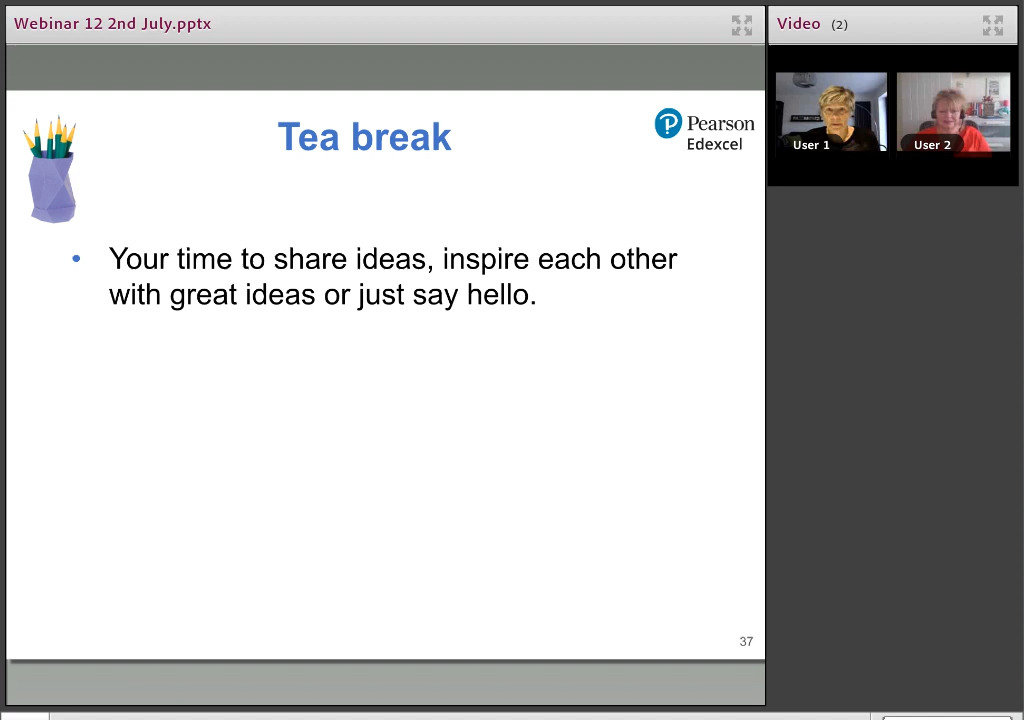 Webinar 12 2nd July.pptx
Video (2)
Tea break
Pearson
Edexcel
User 1
User 2
• Your time to share ideas, inspire each other
with great ideas or just say hello.
37